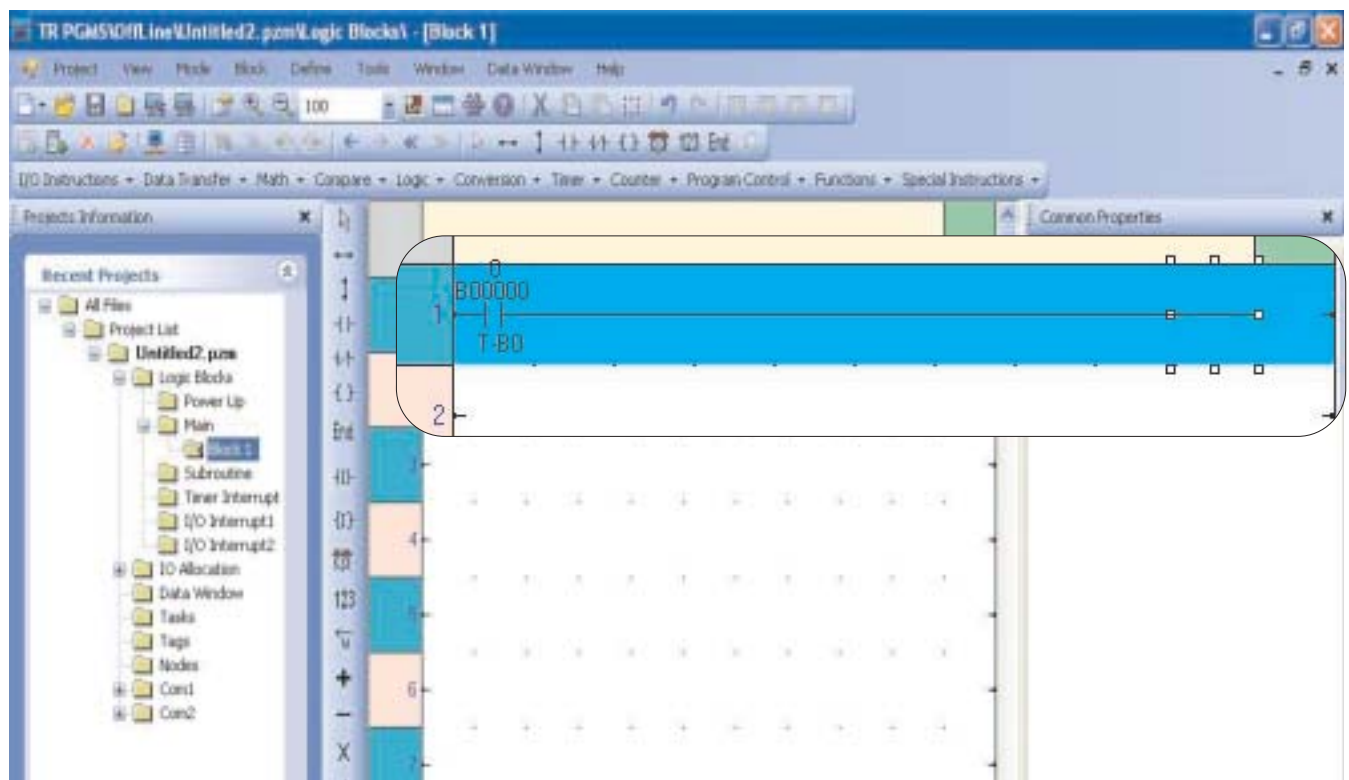 TR PGMS\OffLine\Untitled2.pzm\Logic Blocks\ - [Block 1]
Project View Mode Block Define Tools Window Data Window Help
100
End
I/O Instructions Data Transfer Math Compare Logic Conversion Timer Counter Program Control Functions Special Instructions
Projects Information
Common Properties
Recent Projects
All Files
Project List
Untitled2.pzm
Logic Blocks
Power Up
Main
Block 1
Subroutine
Timer Interrupt
I/O Interrupt1
I/O Interrupt2
IO Allocation
Data Window
Tasks
Tags
Nodes
Com1
Com2
End
123
X
0
B00000
1
T-B0
2
3
4
5
6
7